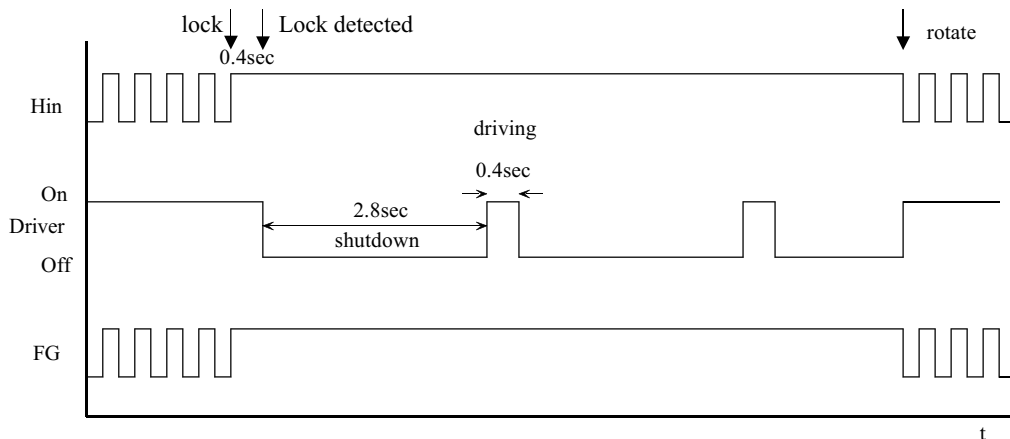 lock
Lock detected
rotate
0.4sec
Hin
driving
0.4sec
On
2.8sec
Driver
shutdown
Off
FG
t